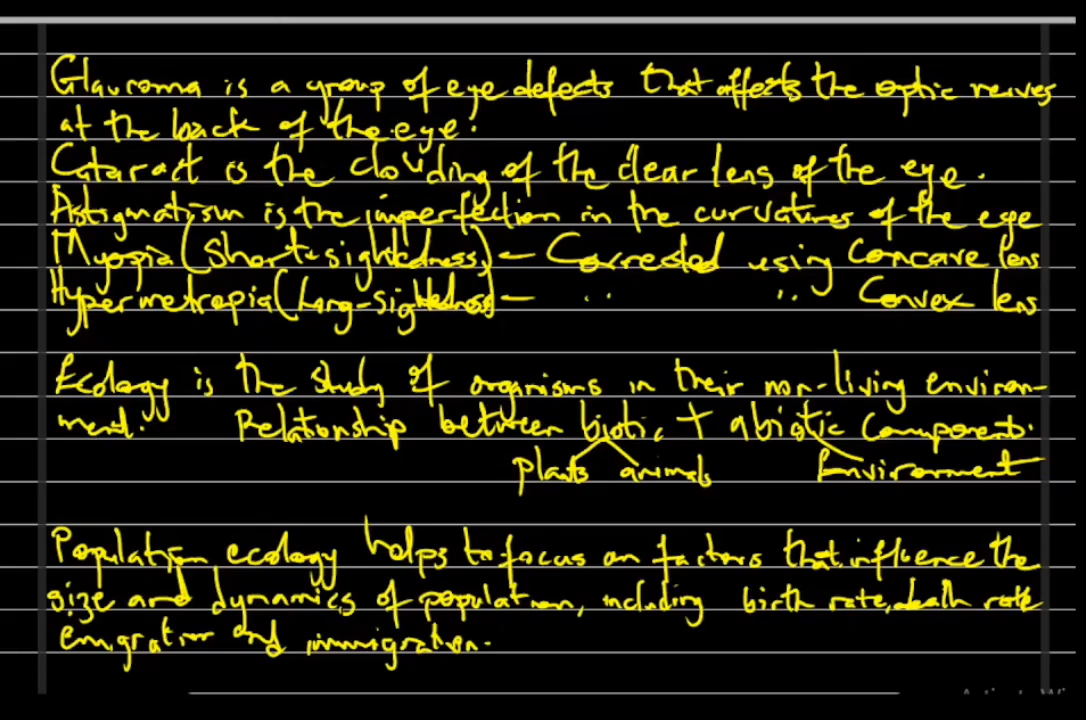 Glaucoma is a group of eye defects that affects the optic nerves
at the back of the eye.
Cataract is the clouding of the clear lens of the eye.
Astigmatism is the imperfection in the curvatures of the eye
Myopia (Short-sightedness) - Corrected using Concave lens
Hypermetropia (Long-sightedness) - ,, ,, Convex lens
Ecology is the study of organisms in their non-living environ-
ment. Relationship between biotic + abiotic Components.
plants animals Environment
Population ecology helps to focus on factors that influence the
size and dynamics of population, including birth rate, death rate
emigration and immigration.